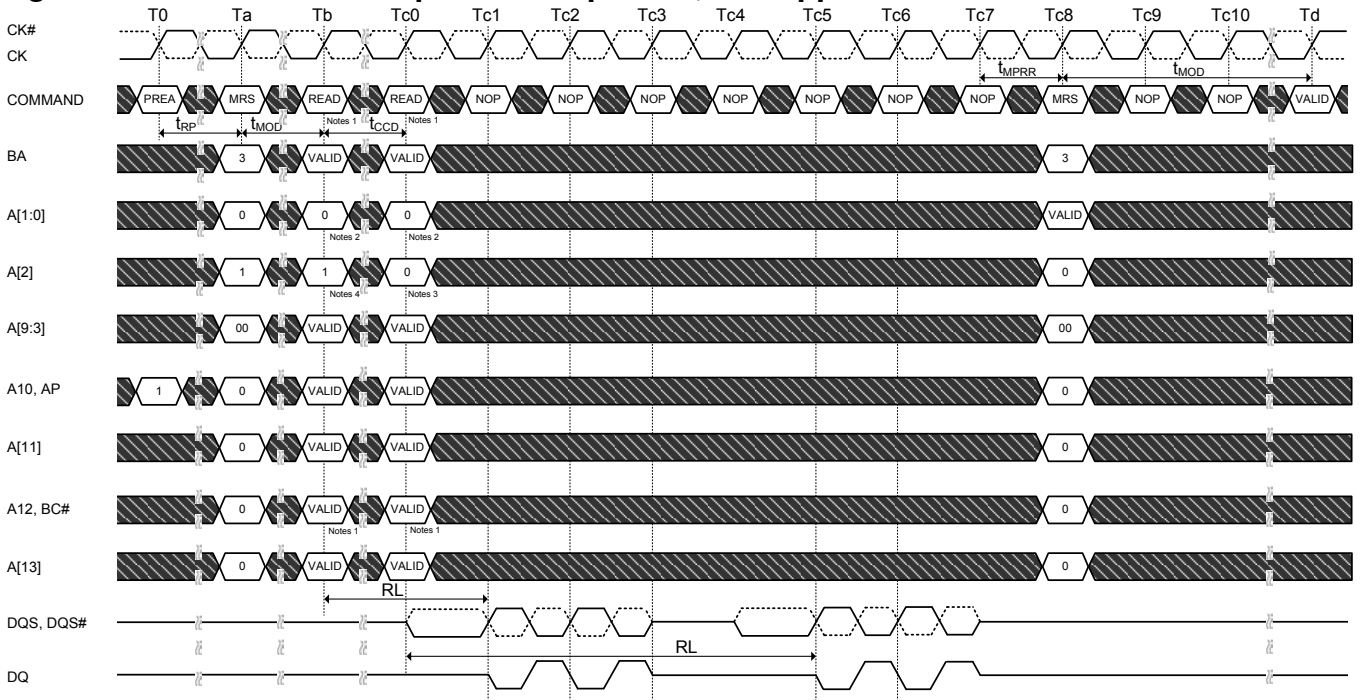 T0 Ta Tb Tc0 Tc1 Tc2 Tc3 Tc4 Tc5 Tc6 Tc7 Tc8 Tc9 Tc10 Td
CK#
CK
tMPRR tMOD
COMMAND PREA MRS READ READ NOP NOP NOP NOP NOP NOP NOP MRS NOP NOP VALID
Notes 1 Notes 1
tRP tMOD tCCD
BA 3 VALID VALID 3
A[1:0] 0 0 0 VALID
Notes 2 Notes 2
A[2] 1 1 0 0
Notes 4 Notes 3
A[9:3] 00 VALID VALID 00
A10, AP 1 0 VALID VALID 0
A[11] 0 VALID VALID 0
A12, BC# 0 VALID VALID 0
Notes 1 Notes 1
A[13] 0 VALID VALID 0
RL
DQS, DQS#
RL
DQ